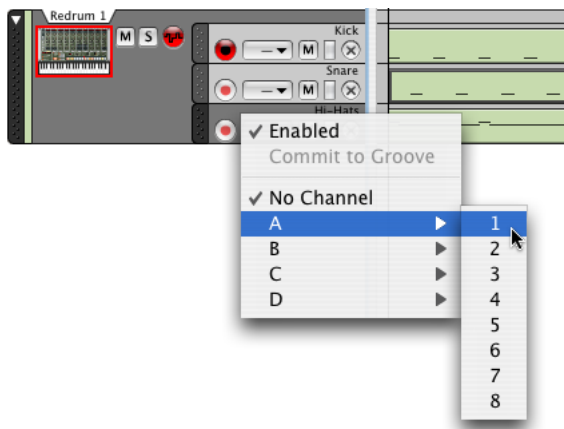 Redrum 1
M S
Kick
— M
Snare
— M
Hi-Hats
✓ Enabled
Commit to Groove
✓ No Channel
A
B
C
D
1
2
3
4
5
6
7
8